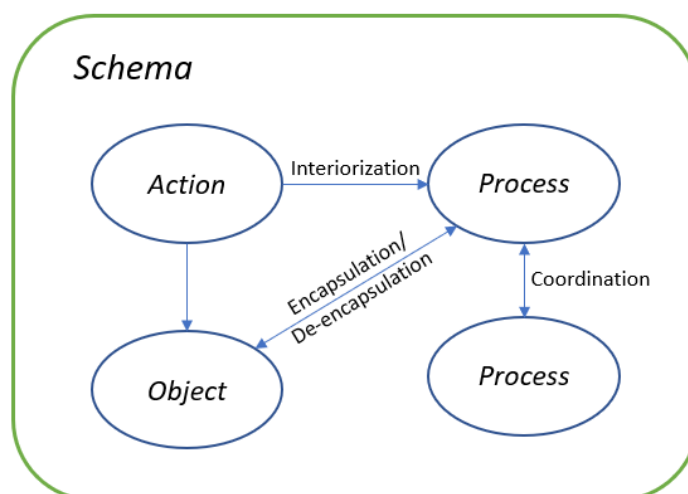 Schema
Action
Interiorization
Process
Encapsulation/
De-encapsulation
Coordination
Object
Process